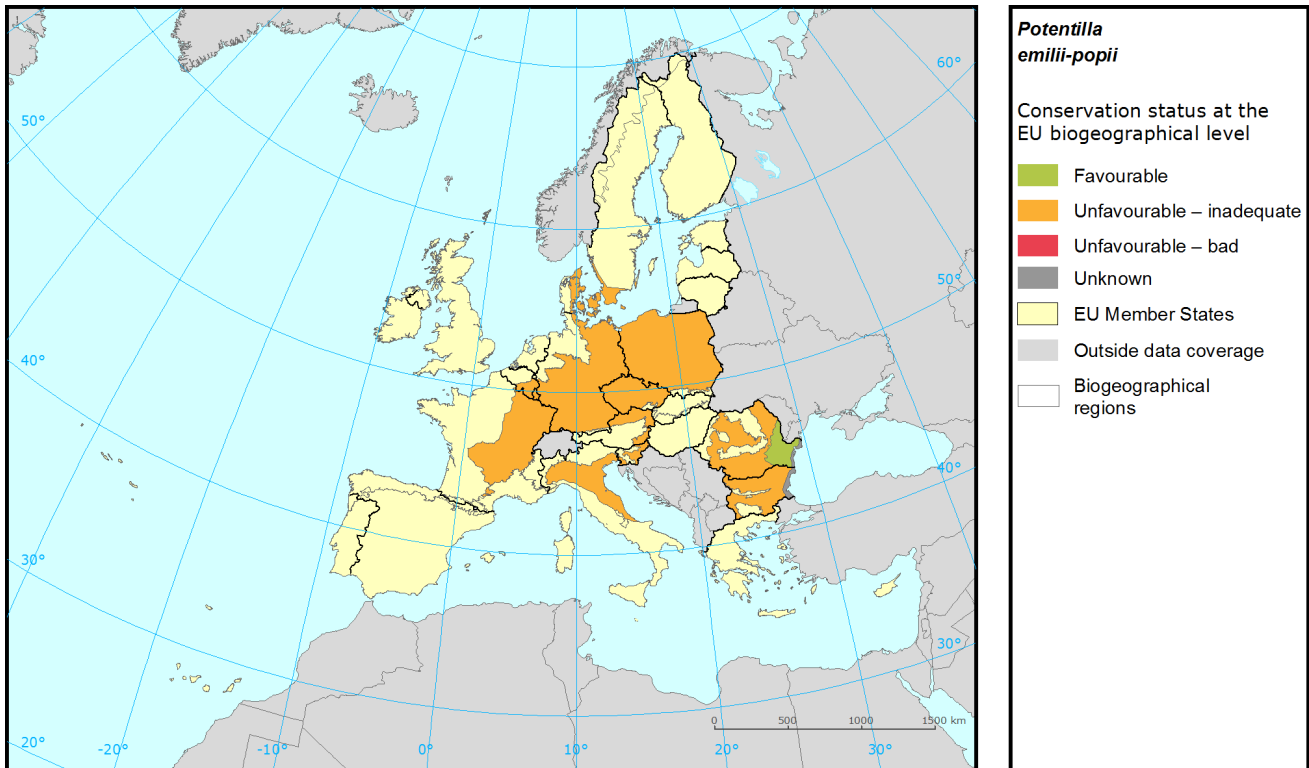 Potentilla
emilii-popii
Conservation status at the
EU biogeographical level
Favourable
Unfavourable – inadequate
Unfavourable – bad
Unknown
EU Member States
Outside data coverage
Biogeographical
regions
60°
50°
50°
40°
40°
30°
30°
20°
-20°
-10°
0°
10°
20°
30°
0
500
1000
1500 km